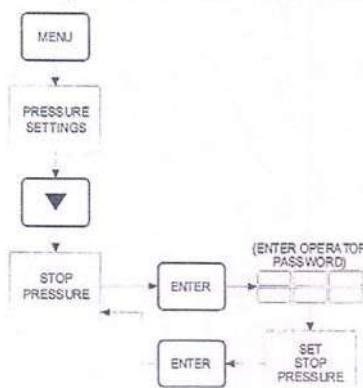 MENU
PRESSURE
SETTINGS
STOP
PRESSURE
ENTER
(ENTER OPERATOR
PASSWORD)
ENTER
SET
STOP
PRESSURE